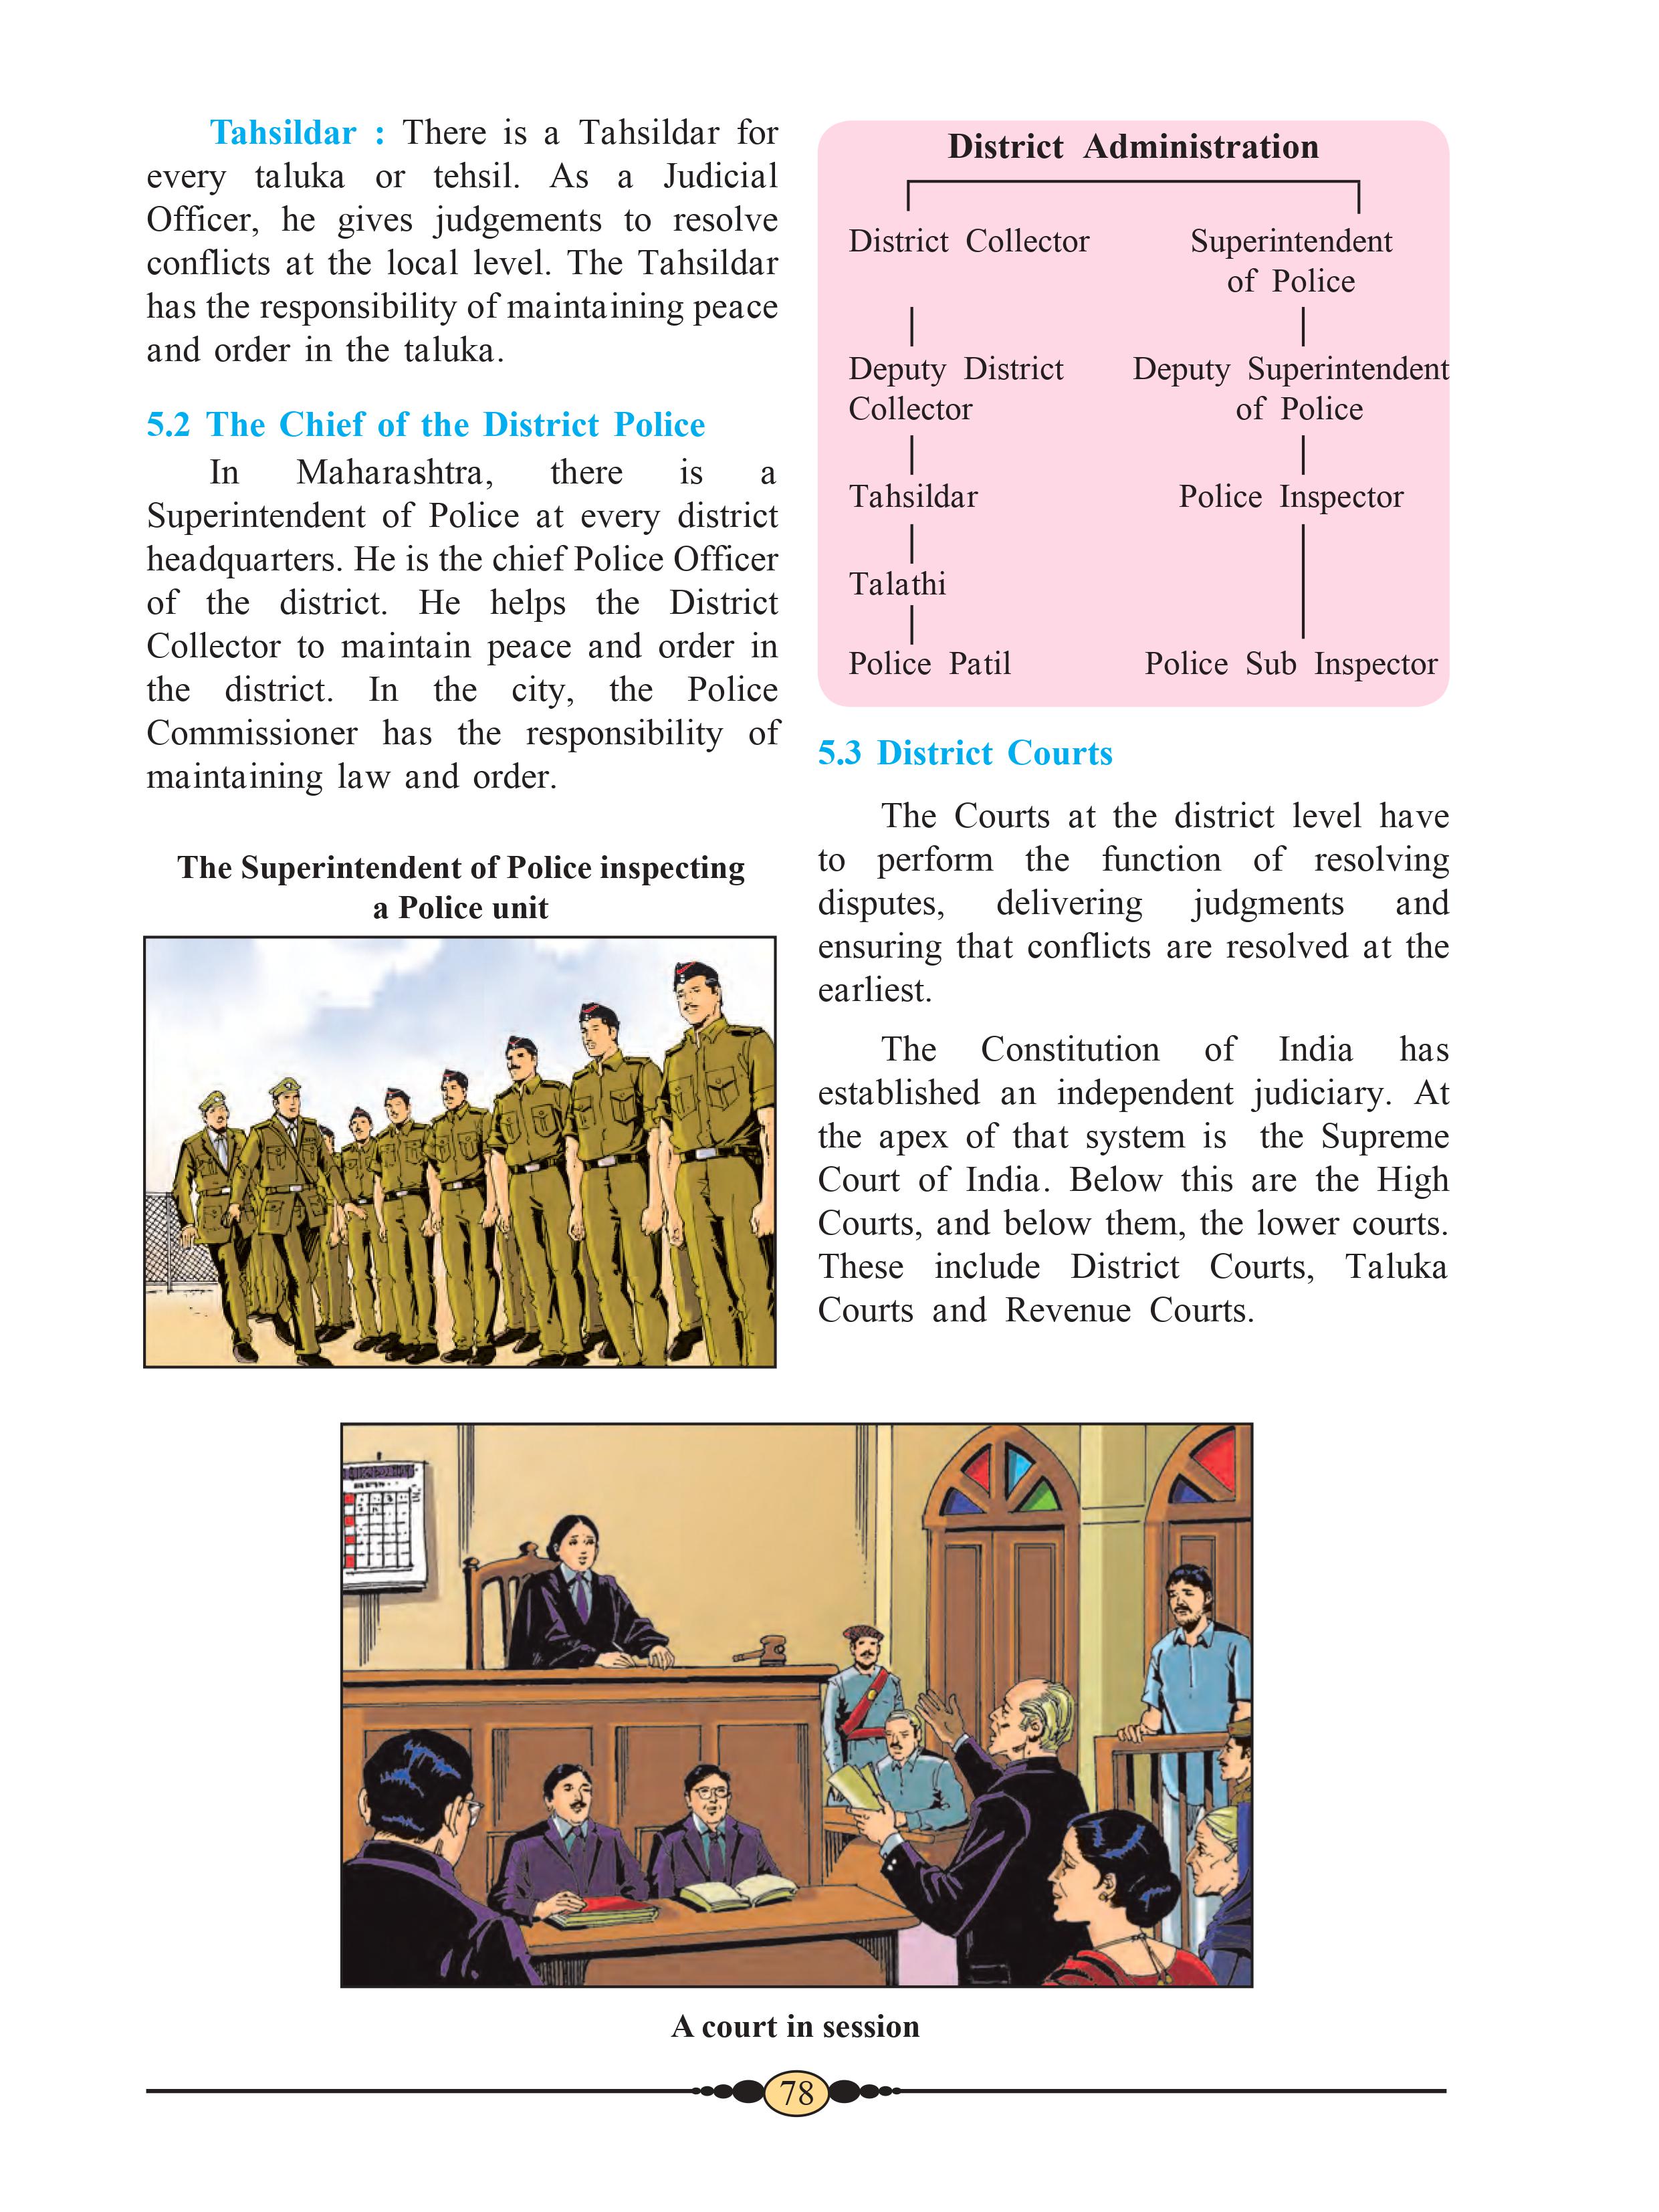 Tahsildar : There is a Tahsildar for
every taluka or tehsil. As a Judicial
Officer, he gives judgements to resolve
conflicts at the local level. The Tahsildar
has the responsibility of maintaining peace
and order in the taluka.
5.2 The Chief of the District Police
In Maharashtra, there is a
Superintendent of Police at every district
headquarters. He is the chief Police Officer
of the district. He helps the District
Collector to maintain peace and order in
the district. In the city, the Police
Commissioner has the responsibility of
maintaining law and order.
The Superintendent of Police inspecting
a Police unit
District Administration
District Collector
Superintendent
of Police
Deputy District
Collector
Deputy Superintendent
of Police
Tahsildar
Police Inspector
Talathi
Police Patil
Police Sub Inspector
5.3 District Courts
The Courts at the district level have
to perform the function of resolving
disputes, delivering judgments and
ensuring that conflicts are resolved at the
earliest.
The Constitution of India has
established an independent judiciary. At
the apex of that system is the Supreme
Court of India. Below this are the High
Courts, and below them, the lower courts.
These include District Courts, Taluka
Courts and Revenue Courts.
A court in session
78